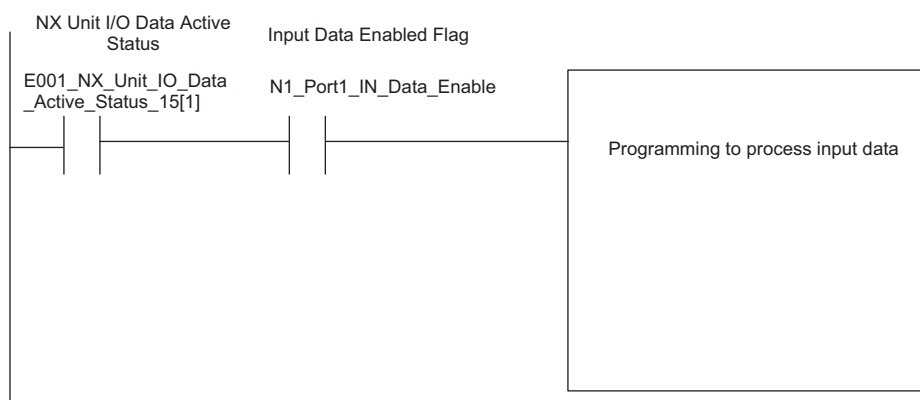 NX Unit I/O Data Active
Status
Input Data Enabled Flag
E001_NX_Unit_IO_Data
_Active_Status_15[1]
N1_Port1_IN_Data_Enable
Programming to process input data